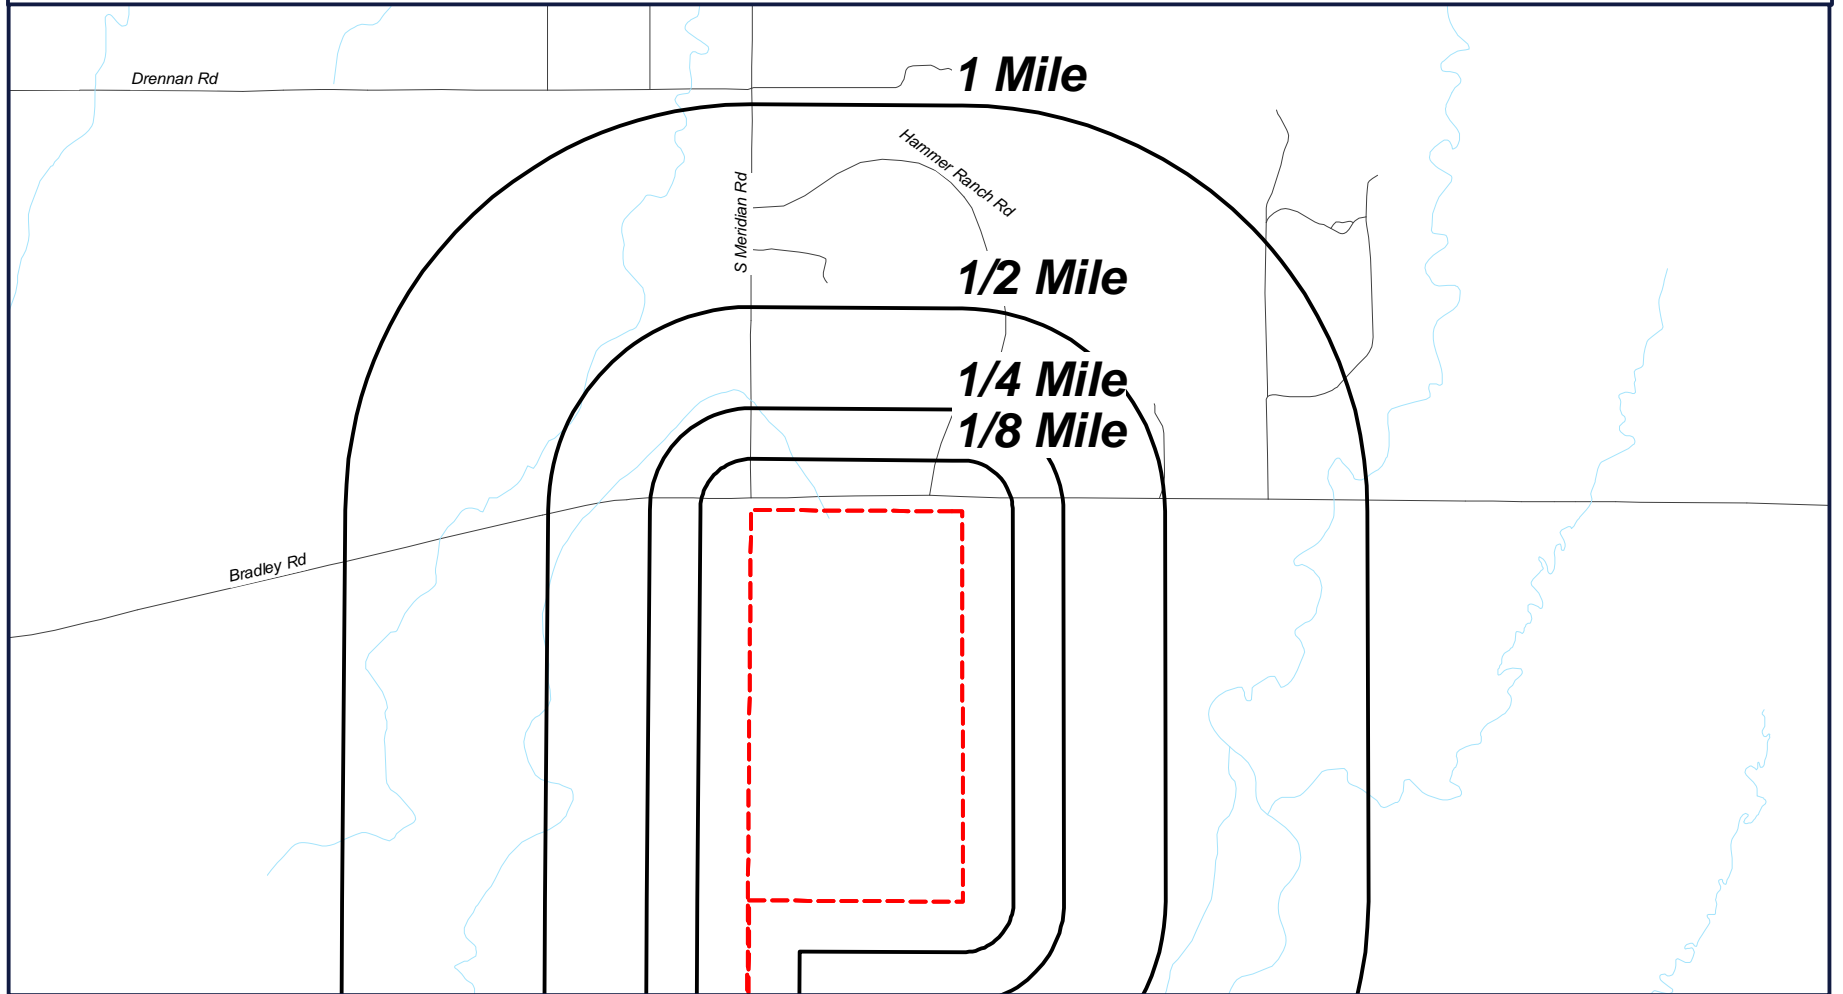 Drennan Rd
1 Mile
Hammer Ranch Rd
S Meridian Rd
1/2 Mile
1/4 Mile
1/8 Mile
Bradley Rd